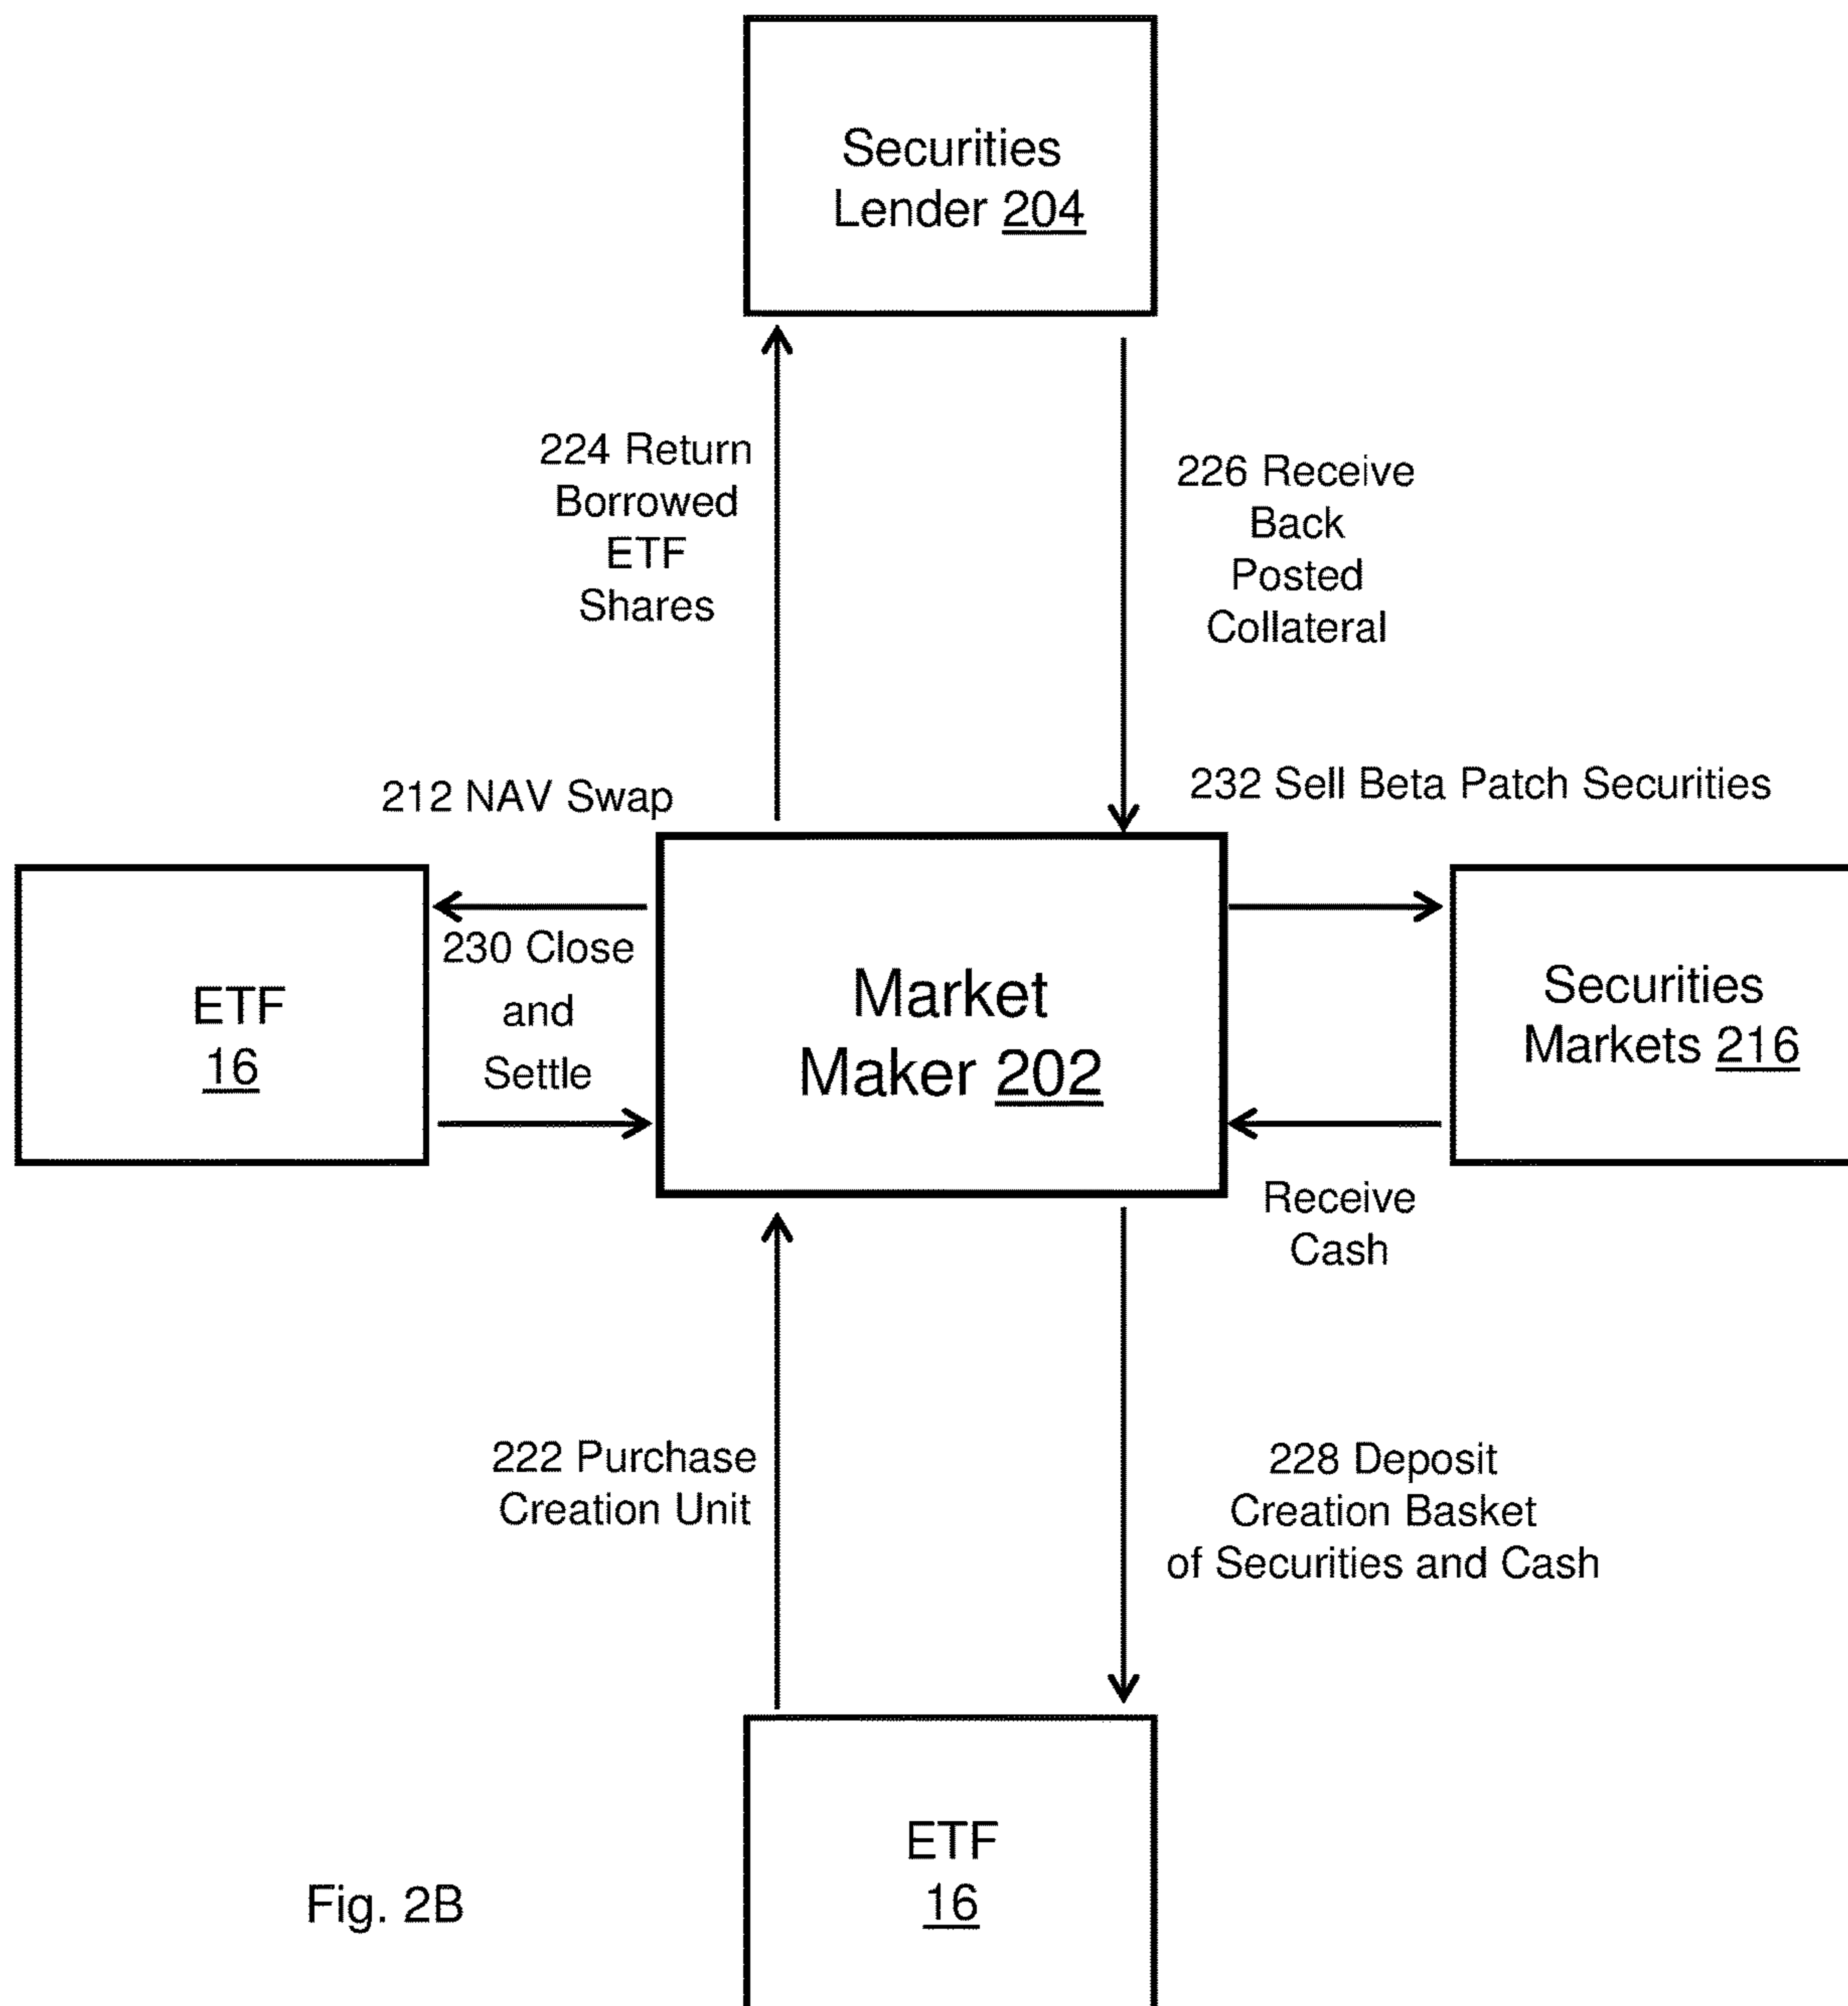 Securities
Lender 204
224 Return
Borrowed
ETF
Shares
226 Receive
Back
Posted
Collateral
212 NAV Swap
232 Sell Beta Patch Securities
ETF
16
230 Close
and
Settle
Market
Maker 202
Securities
Markets 216
Receive
Cash
222 Purchase
Creation Unit
228 Deposit
Creation Basket
of Securities and Cash
ETF
16
Fig. 2B